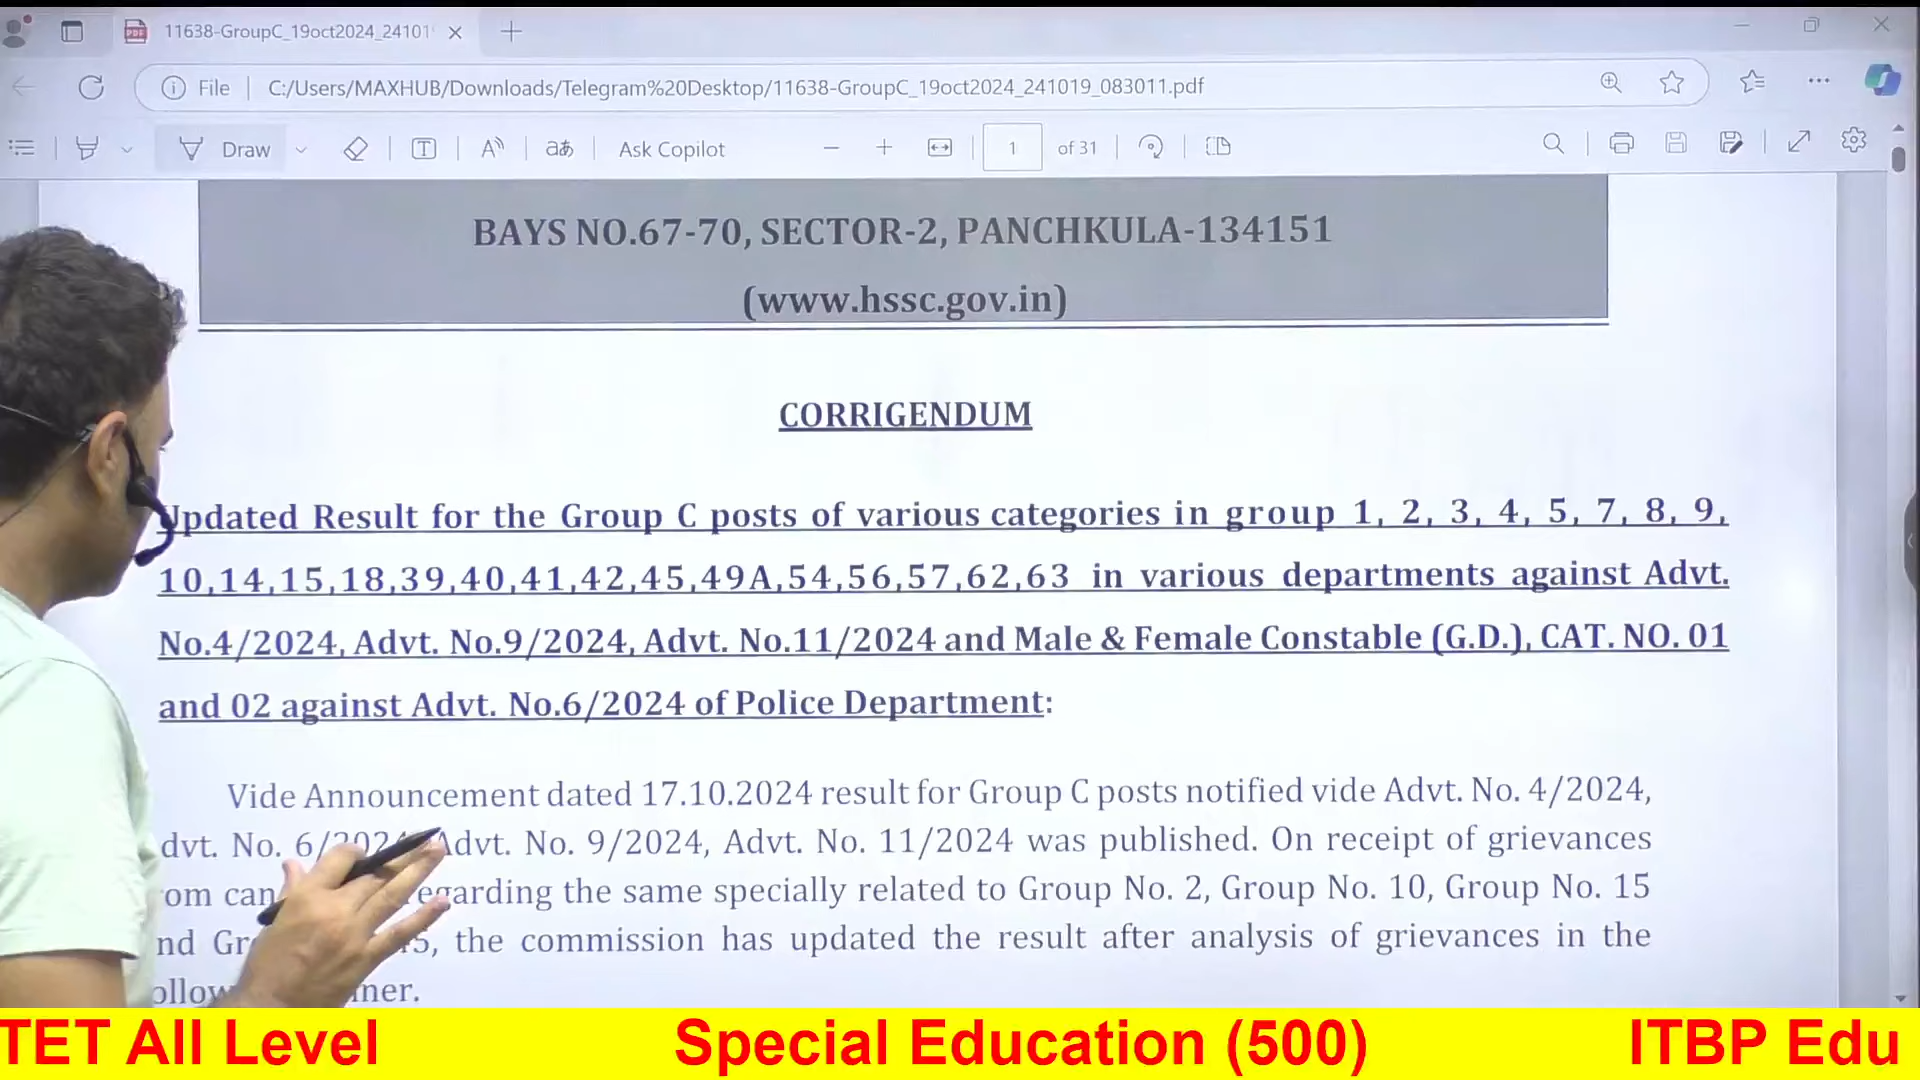 11638-GroupC_19oct2024_24101
File
C:/Users/MAXHUB/Downloads/Telegram%20Desktop/11638-GroupC_19oct2024_241019_083011.pdf
Draw
Ask Copilot
1 of 31
BAYS NO.67-70, SECTOR-2, PANCHKULA-134151
(www.hssc.gov.in)
CORRIGENDUM
Updated Result for the Group C posts of various categories in group 1, 2, 3, 4, 5, 7, 8, 9,
10,14,15,18,39,40,41,42,45,49A,54,56,57,62,63 in various departments against Advt.
No.4/2024, Advt. No.9/2024, Advt. No.11/2024 and Male & Female Constable (G.D.), CAT. NO. 01
and 02 against Advt. No.6/2024 of Police Department:
Vide Announcement dated 17.10.2024 result for Group C posts notified vide Advt. No. 4/2024,
dvt. No. 6/2024, Advt. No. 9/2024, Advt. No. 11/2024 was published. On receipt of grievances
om can regarding the same specially related to Group No. 2, Group No. 10, Group No. 15
nd Gr 45, the commission has updated the result after analysis of grievances in the
ollow ner.
TET All Level
Special Education (500)
ITBP Edu